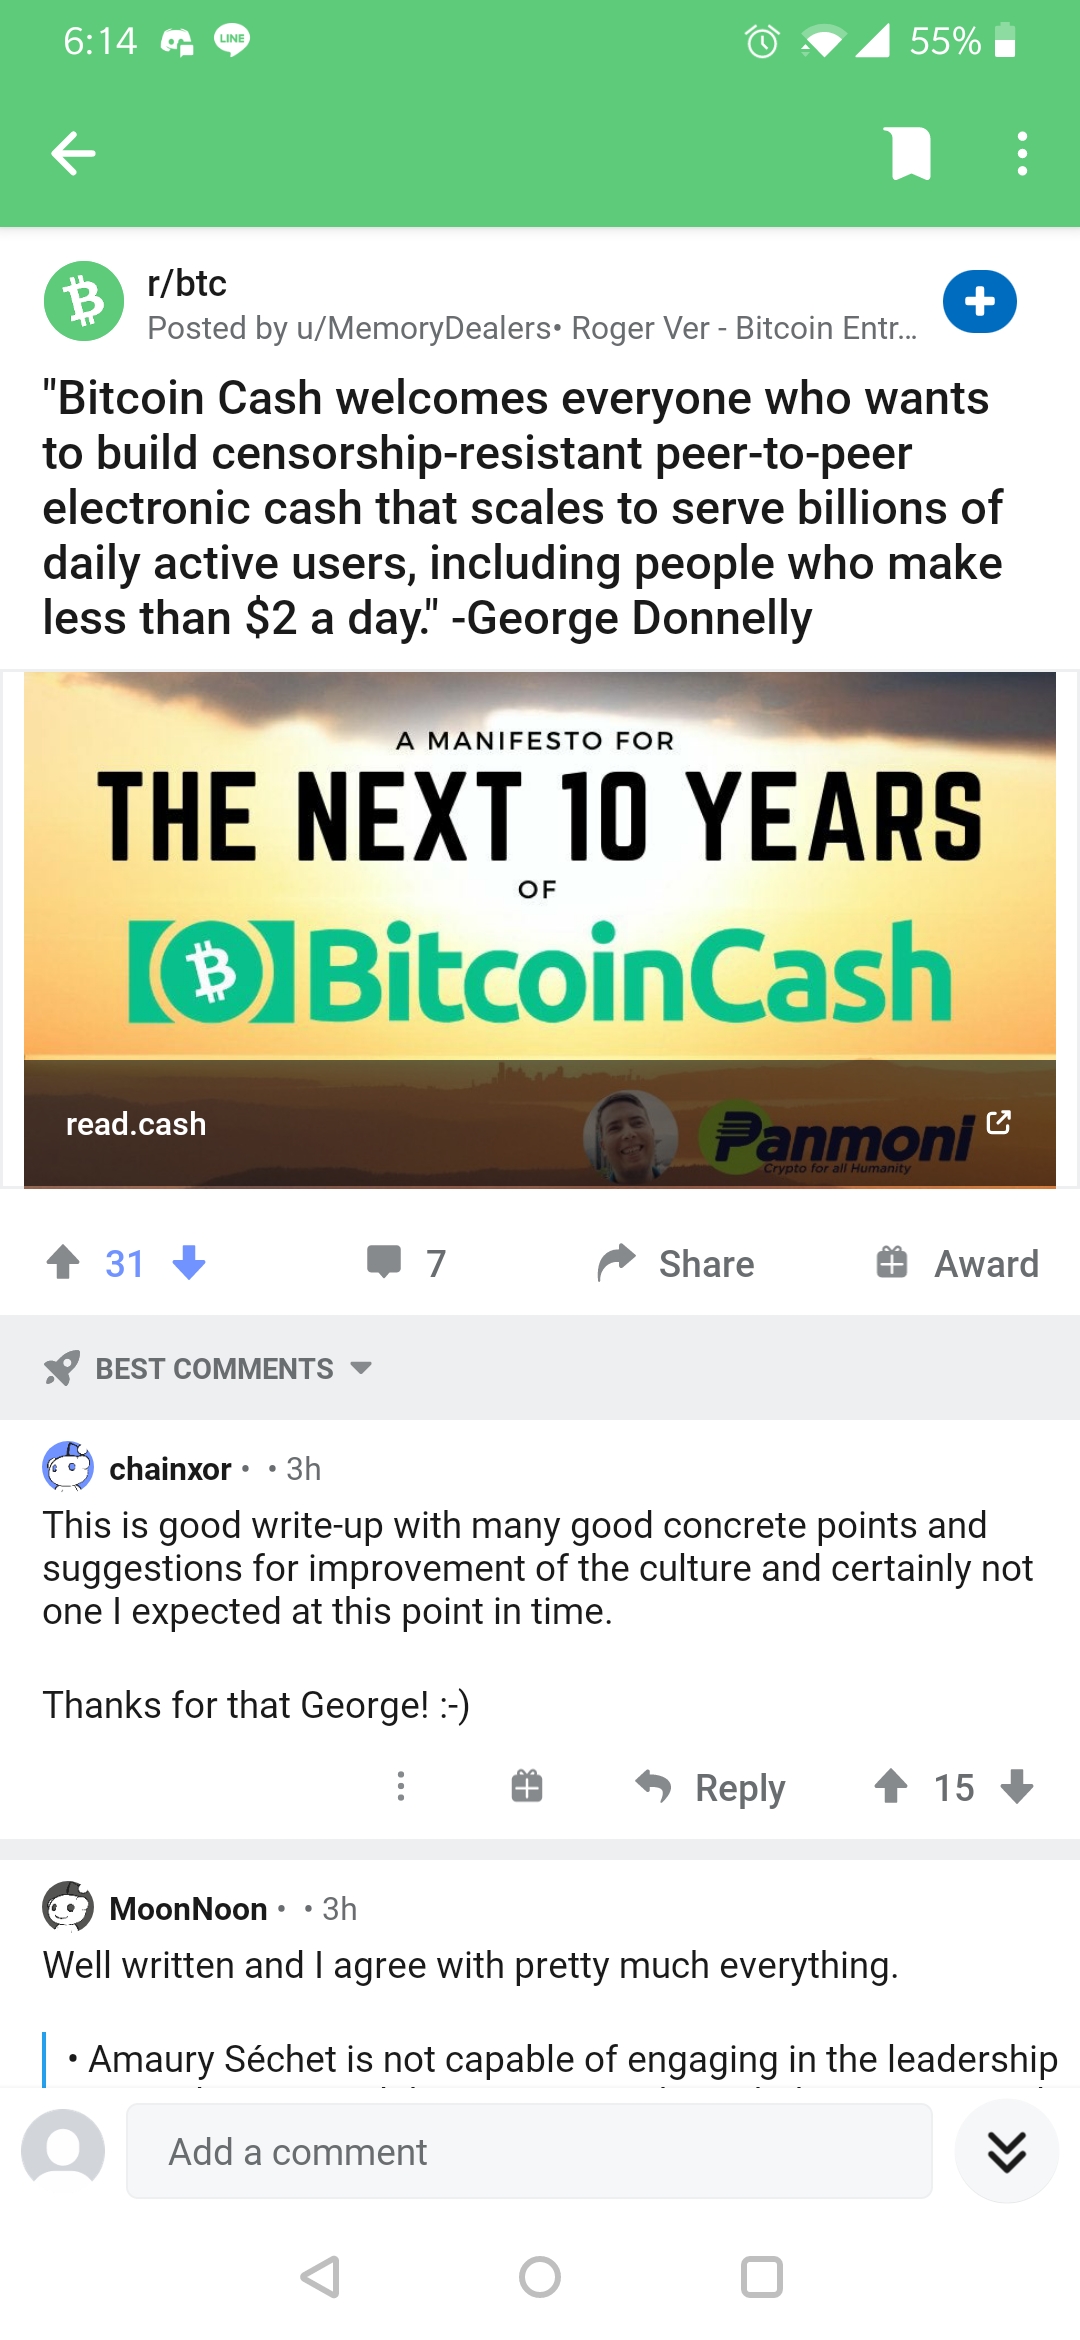 6:14 LINE 55%
r/btc
Posted by u/MemoryDealers• Roger Ver - Bitcoin Entr...
"Bitcoin Cash welcomes everyone who wants
to build censorship-resistant peer-to-peer
electronic cash that scales to serve billions of
daily active users, including people who make
less than $2 a day." -George Donnelly
A MANIFESTO FOR
THE NEXT 10 YEARS
OF
BitcoinCash
read.cash
Panmoni
Crypto for all Humanity
31 7 Share Award
BEST COMMENTS
chainxor • • 3h
This is good write-up with many good concrete points and
suggestions for improvement of the culture and certainly not
one I expected at this point in time.
Thanks for that George! :-)
Reply 15
MoonNoon • • 3h
Well written and I agree with pretty much everything.
• Amaury Séchet is not capable of engaging in the leadership
Add a comment